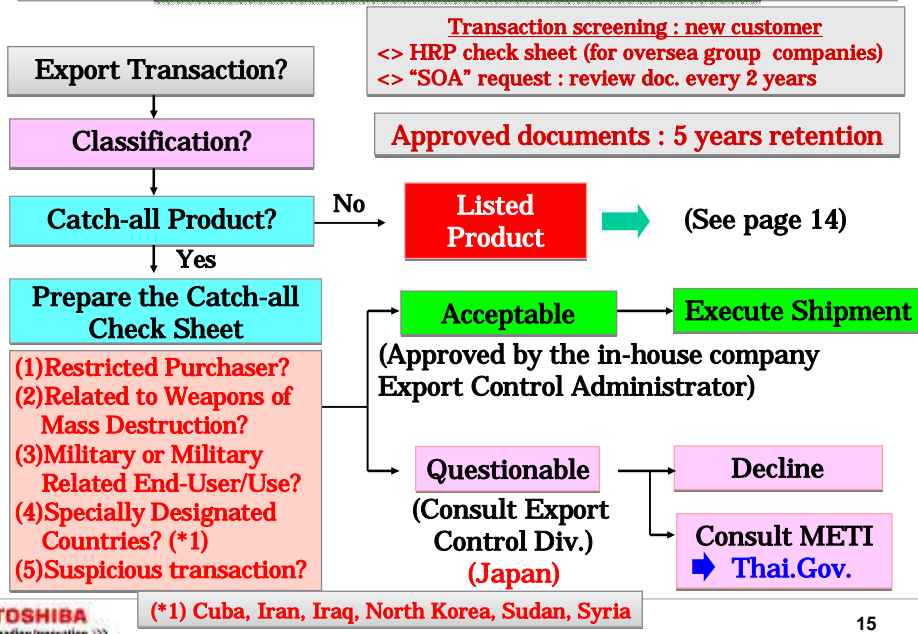 Transaction screening : new customer
<> HRP check sheet (for oversea group companies)
<> “SOA” request : review doc. every 2 years
Export Transaction?
Approved documents : 5 years retention
Classification?
Catch-all Product?
No
Listed
Product
(See page 14)
Yes
Prepare the Catch-all
Check Sheet
Acceptable
Execute Shipment
(Approved by the in-house company
Export Control Administrator)
(1)Restricted Purchaser?
(2)Related to Weapons of
Mass Destruction?
(3)Military or Military
Related End-User/Use?
(4)Specially Designated
Countries? (*1)
(5)Suspicious transaction?
Questionable
(Consult Export
Control Div.)
(Japan)
Decline
Consult METI
Thai.Gov.
(*1) Cuba, Iran, Iraq, North Korea, Sudan, Syria
TOSHIBA
15